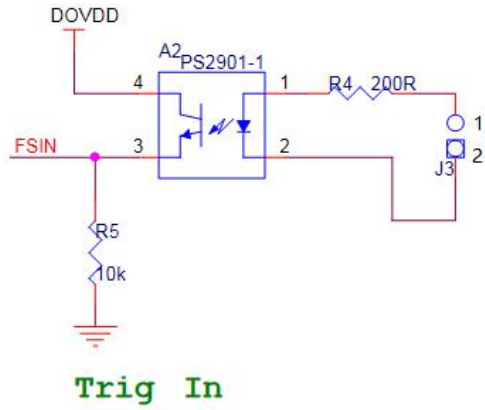 DOVDD
A2 PS2901-1
4
1
R4 200R
1
FSIN
3
2
2
J3
R5
10k
Trig In